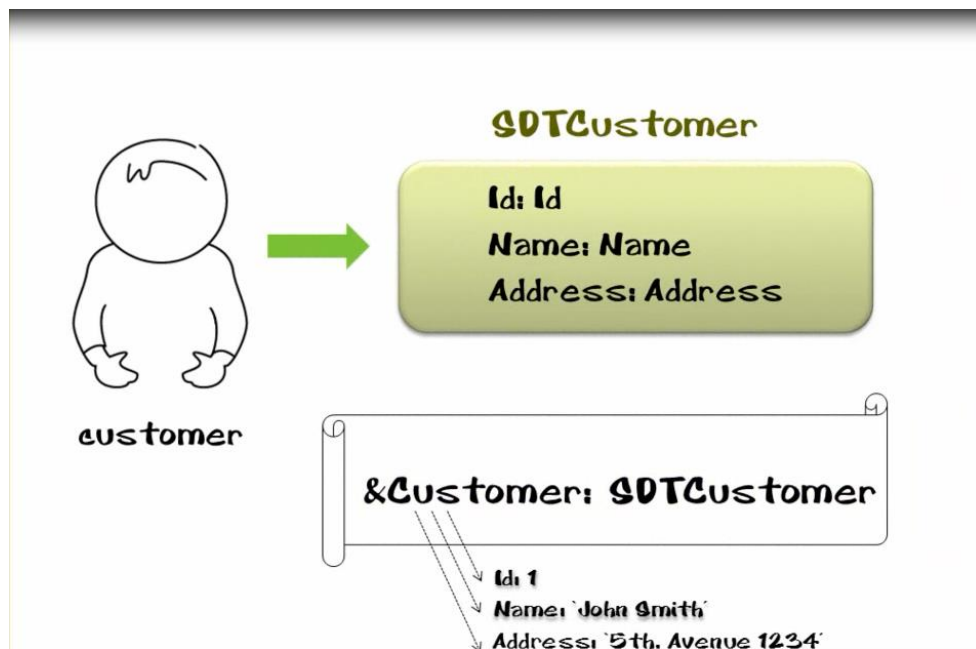 SDTCustomer
Id: Id
Name: Name
Address: Address
customer
&Customer: SDTCustomer
Id: 1
Name: 'John Smith'
Address: '5th. Avenue 1234'